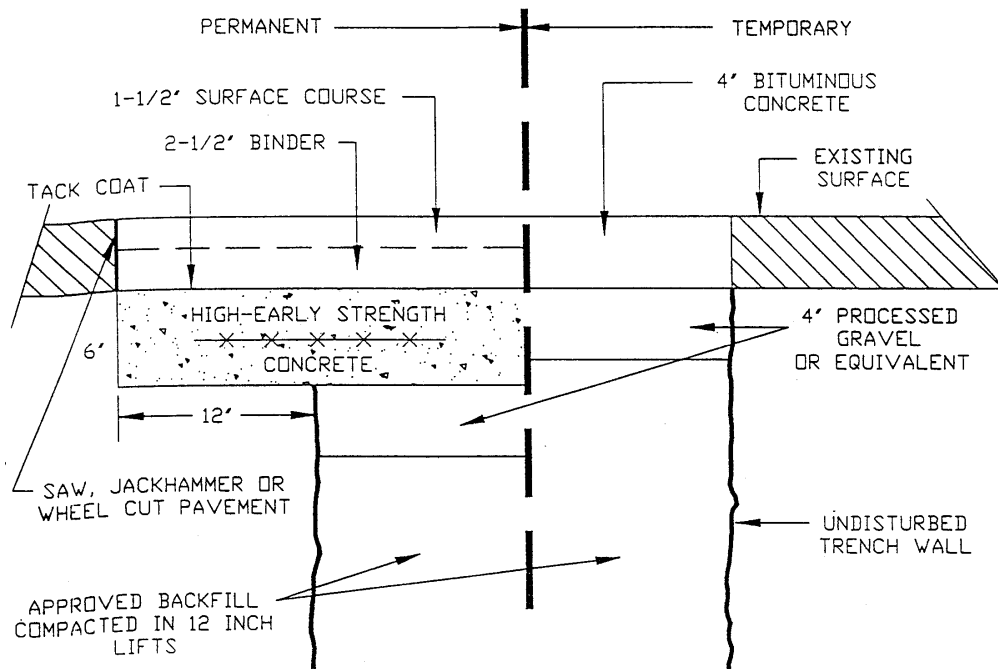 PERMANENT
TEMPORARY
1-1/2" SURFACE COURSE
4" BITUMINOUS
CONCRETE
2-1/2" BINDER
EXISTING
SURFACE
TACK COAT
HIGH-EARLY STRENGTH
CONCRETE
6"
4" PROCESSED
GRAVEL
OR EQUIVALENT
12"
SAW, JACKHAMMER OR
WHEEL CUT PAVEMENT
UNDISTURBED
TRENCH WALL
APPROVED BACKFILL
COMPACTED IN 12 INCH
LIFTS